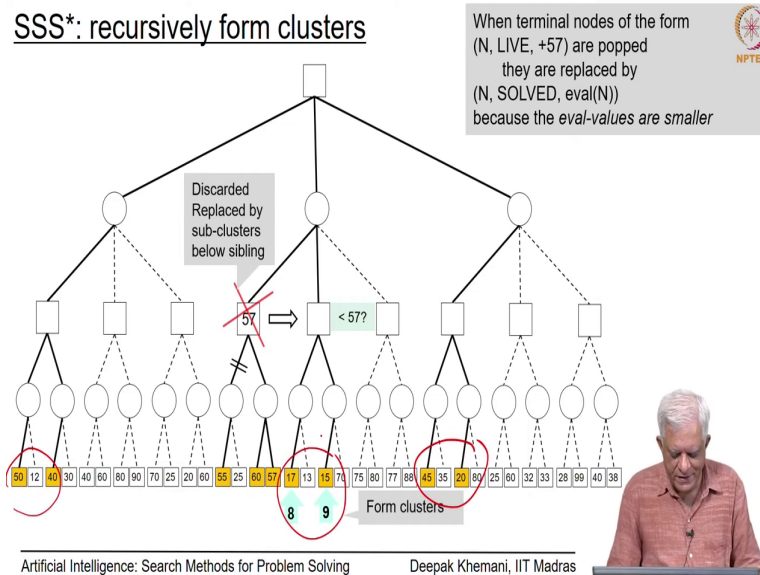 SSS*: recursively form clusters
When terminal nodes of the form
(N, LIVE, +57) are popped
they are replaced by
(N, SOLVED, eval(N))
because the eval-values are smaller
NPTE
Discarded
Replaced by
sub-clusters
below sibling
57
< 57?
50 12 40 30 40 60 80 90 70 25 20 60 55 25 60 57 17 13 15 70 75 80 77 88 45 35 20 80 25 60 32 33 28 99 40 38
8 9
Form clusters
Artificial Intelligence: Search Methods for Problem Solving Deepak Khemani, IIT Madras